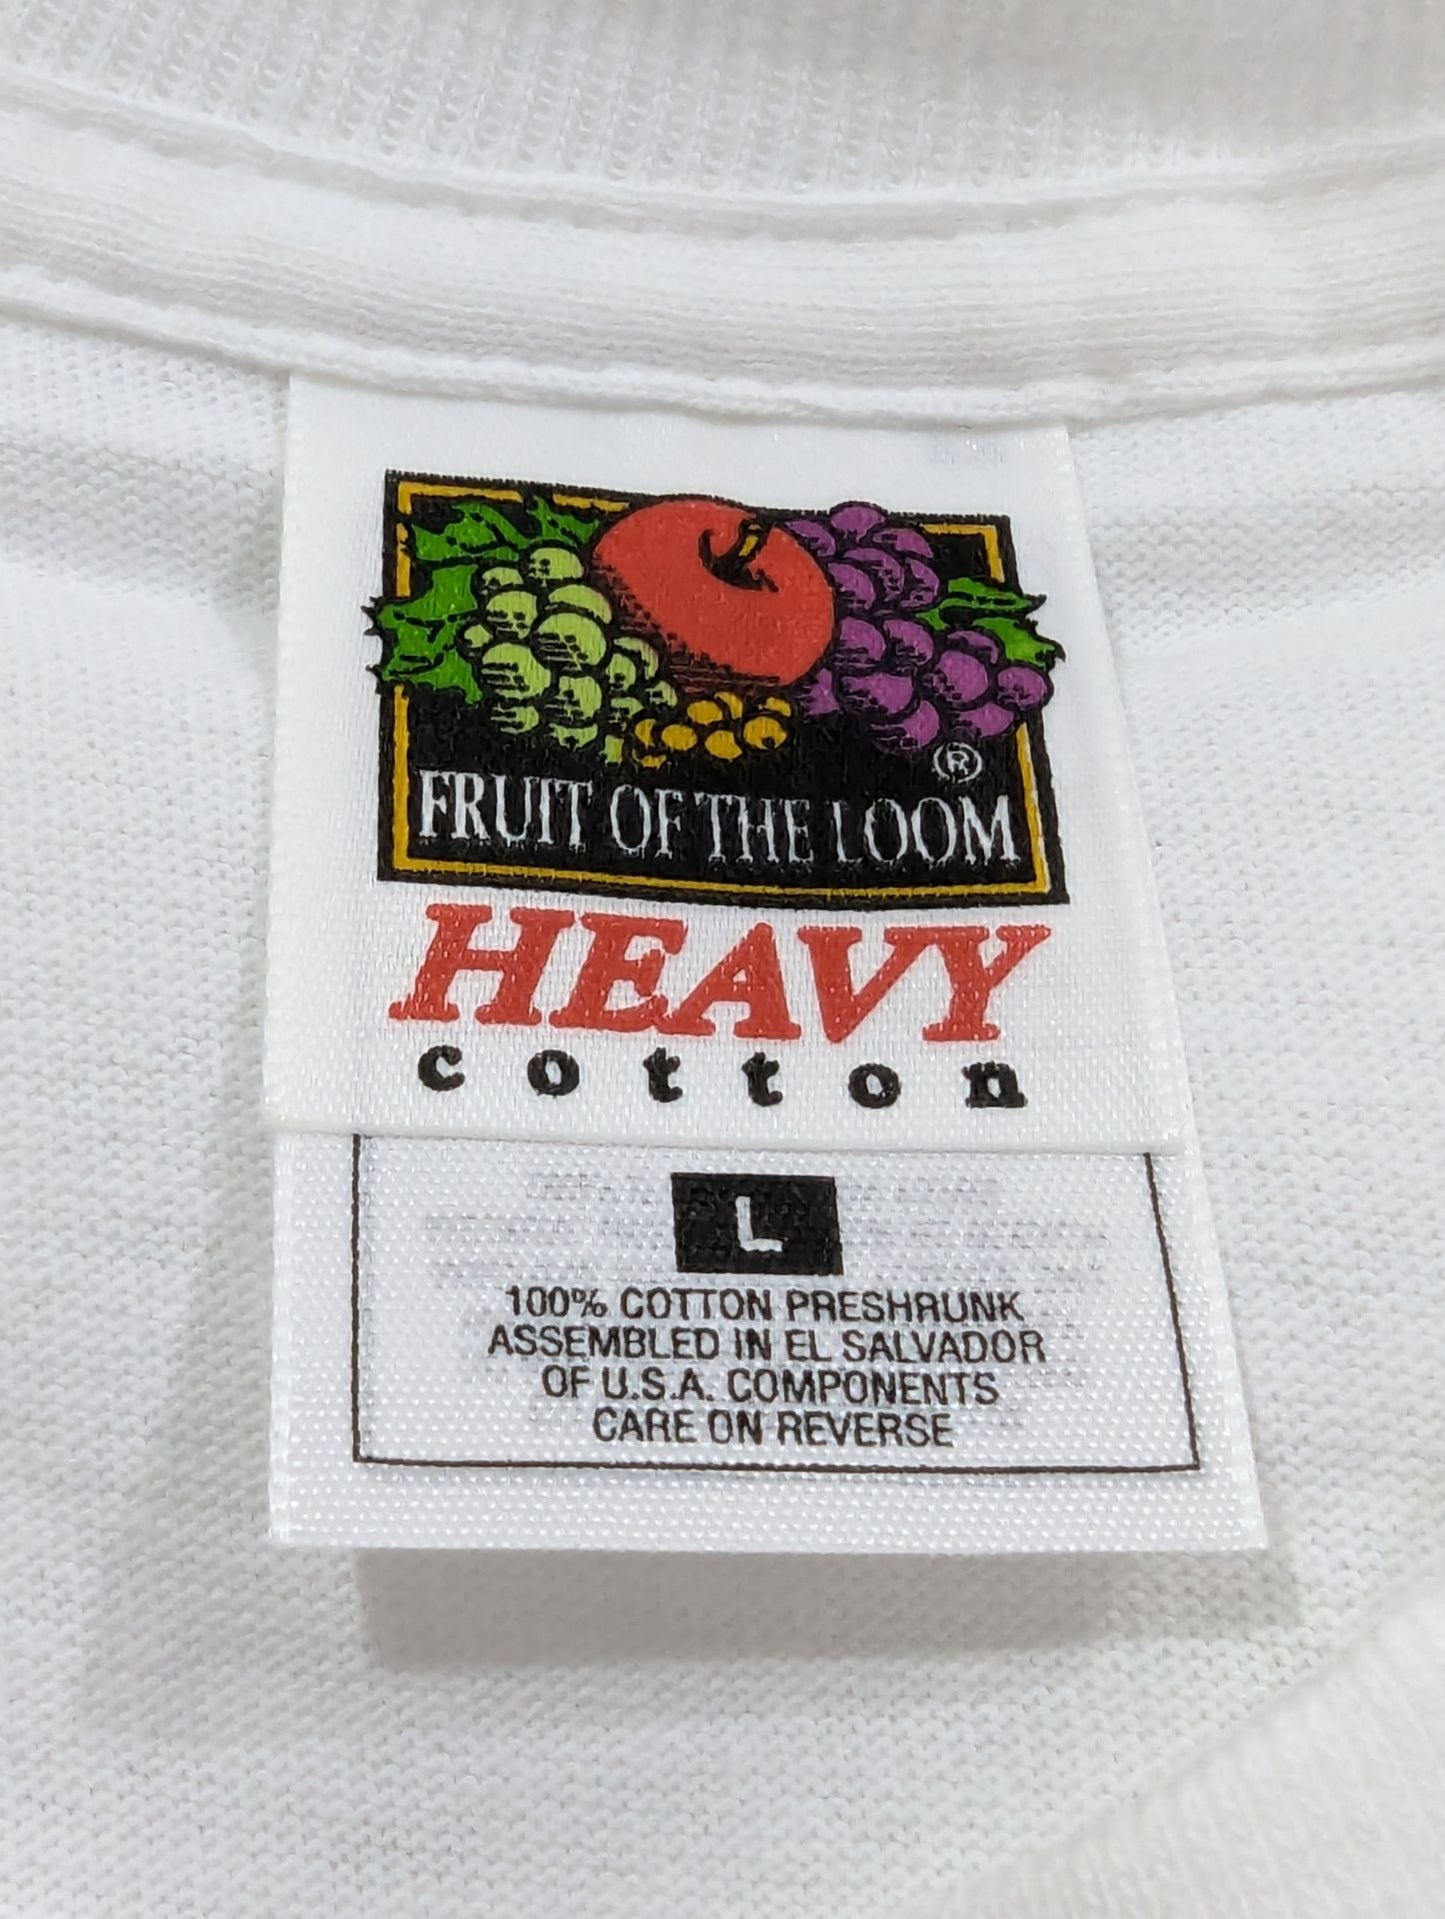 ®
FRUIT OF THE LOOM
HEAVY
cotton
L
100% COTTON PRESHRUNK
ASSEMBLED IN EL SALVADOR
OF U.S.A. COMPONENTS
CARE ON REVERSE